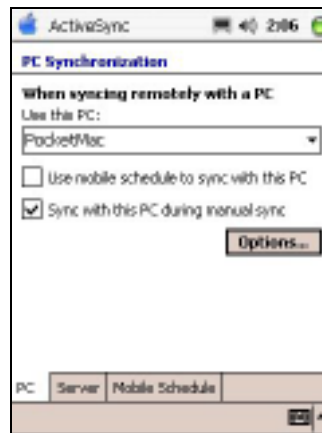 ActiveSync 2:06
PC Synchronization
When syncing remotely with a PC
Use this PC:
PocketMac
Use mobile schedule to sync with this PC
Sync with this PC during manual sync
Options...
PC Server Mobile Schedule